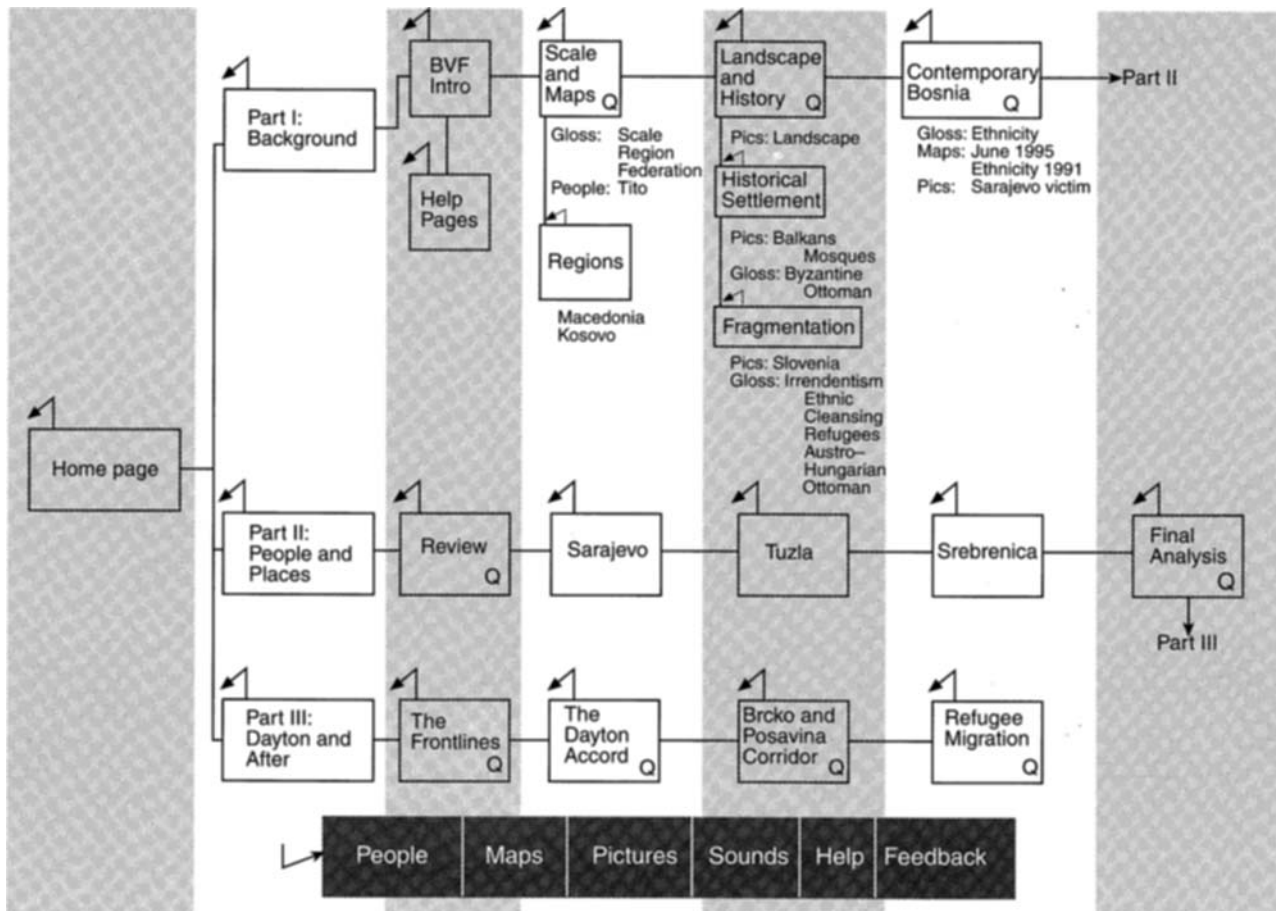 BVF
Intro
Scale
and
Maps
Q
Landscape
and
History
Q
Contemporary
Bosnia
Q
Part II
Part I:
Background
Gloss: Scale
Region
Federation
People: Tito
Pics: Landscape
Gloss: Ethnicity
Maps: June 1995
Ethnicity 1991
Pics: Sarajevo victim
Help
Pages
Historical
Settlement
Regions
Pics: Balkans
Mosques
Gloss: Byzantine
Ottoman
Macedonia
Kosovo
Fragmentation
Pics: Slovenia
Gloss: Irrendentism
Ethnic
Cleansing
Refugees
Austro–
Hungarian
Ottoman
Home page
Part II:
People and
Places
Review
Q
Sarajevo
Tuzla
Srebrenica
Final
Analysis
Q
Part III
Part III:
Dayton and
After
The
Frontlines
Q
The
Dayton
Accord
Q
Brcko and
Posavina
Corridor
Q
Refugee
Migration
Q
People Maps Pictures Sounds Help Feedback